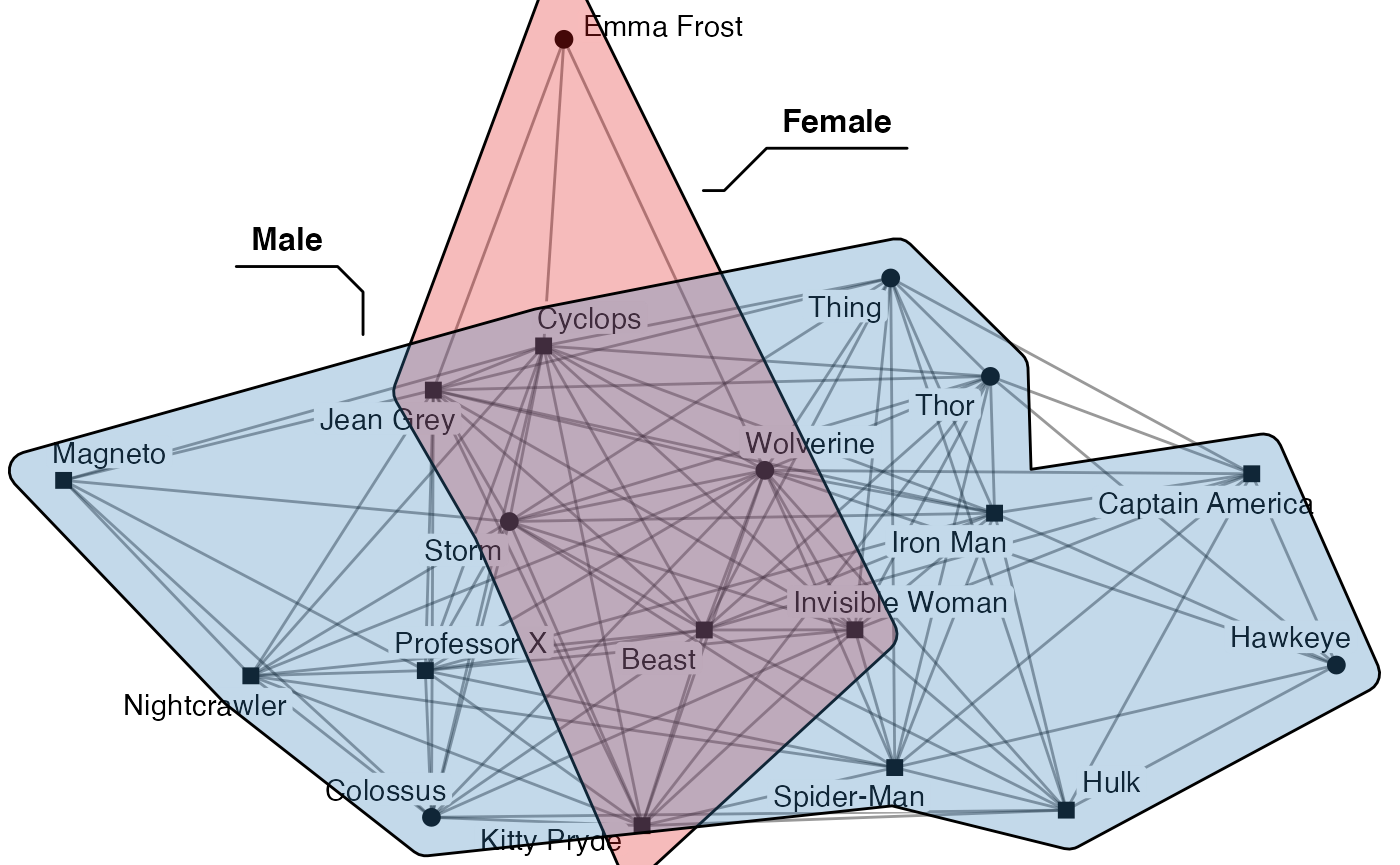 Emma Frost
Female
Male
Thing
Cyclops
Thor
Jean Grey
Wolverine
Magneto
Captain America
Iron Man
Storm
Invisible Woman
Hawkeye
Professor X
Beast
Nightcrawler
Hulk
Colossus
Spider-Man
Kitty Pryde